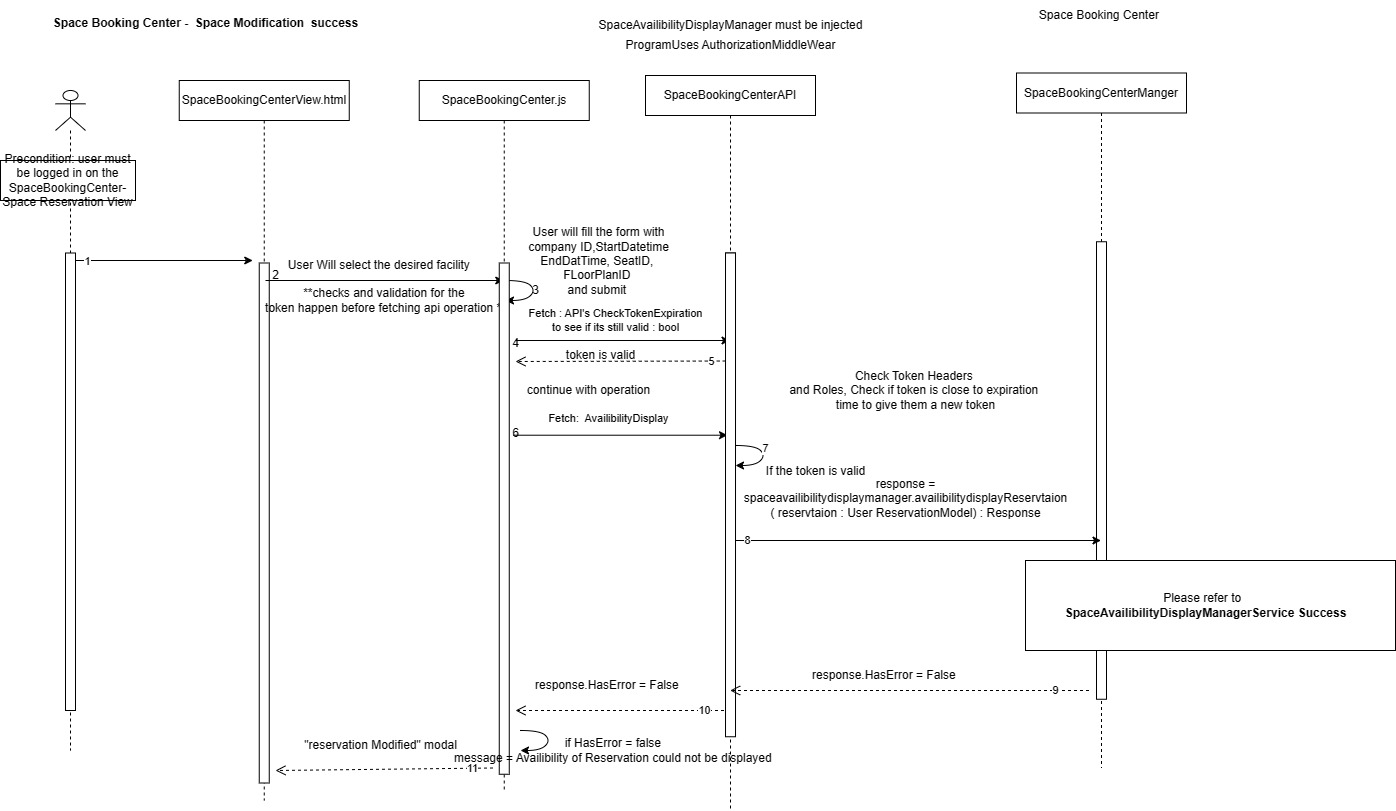 Space Booking Center - Space Modification success
SpaceAvailibilityDisplayManager must be injected
ProgramUses AuthorizationMiddleWear
Space Booking Center
SpaceBookingCenterView.html
SpaceBookingCenter.js
SpaceBookingCenterAPI
SpaceBookingCenterManger
Precondition: user must
be logged in on the
SpaceBookingCenter-
Space Reservation View
1
2
User Will select the desired facility
**checks and validation for the
token happen before fetching api operation *
User will fill the form with
company ID,StartDatetime
EndDatTime, SeatID,
FLoorPlanID
and submit
3
Fetch : API's CheckTokenExpiration
to see if its still valid : bool
4
token is valid
5
continue with operation
Fetch: AvailibilityDisplay
6
Check Token Headers
and Roles, Check if token is close to expiration
time to give them a new token
7
If the token is valid
response =
spaceavailibilitydisplaymanager.availibilitydisplayReservtaion
( reservtaion : User ReservationModel) : Response
8
Please refer to
SpaceAvailibilityDisplayManagerService Success
response.HasError = False
9
response.HasError = False
10
if HasError = false
message = Availibility of Reservation could not be displayed
"reservation Modified" modal
11